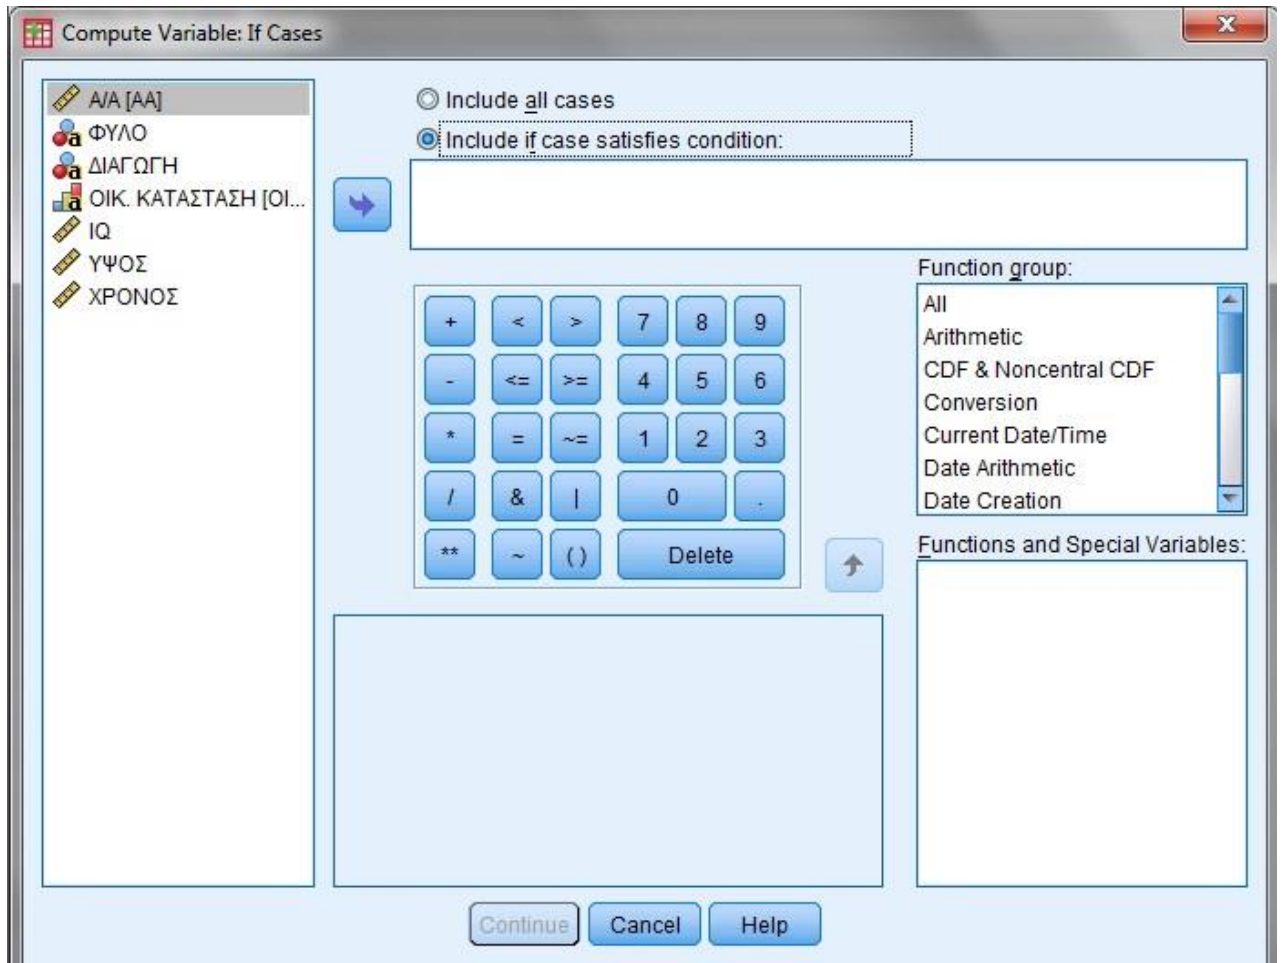 Compute Variable: If Cases
A/A [AA]
ΦΥΛΟ
ΔΙΑΓΩΓΗ
ΟΙΚ. ΚΑΤΑΣΤΑΣΗ [ΟΙ...
IQ
ΥΨΟΣ
ΧΡΟΝΟΣ
Include all cases
Include if case satisfies condition:
+ < > 7 8 9
- <= >= 4 5 6
* = ~= 1 2 3
/ & | 0 .
** ~ ( ) Delete
Function group:
All
Arithmetic
CDF & Noncentral CDF
Conversion
Current Date/Time
Date Arithmetic
Date Creation
Functions and Special Variables:
Continue Cancel Help